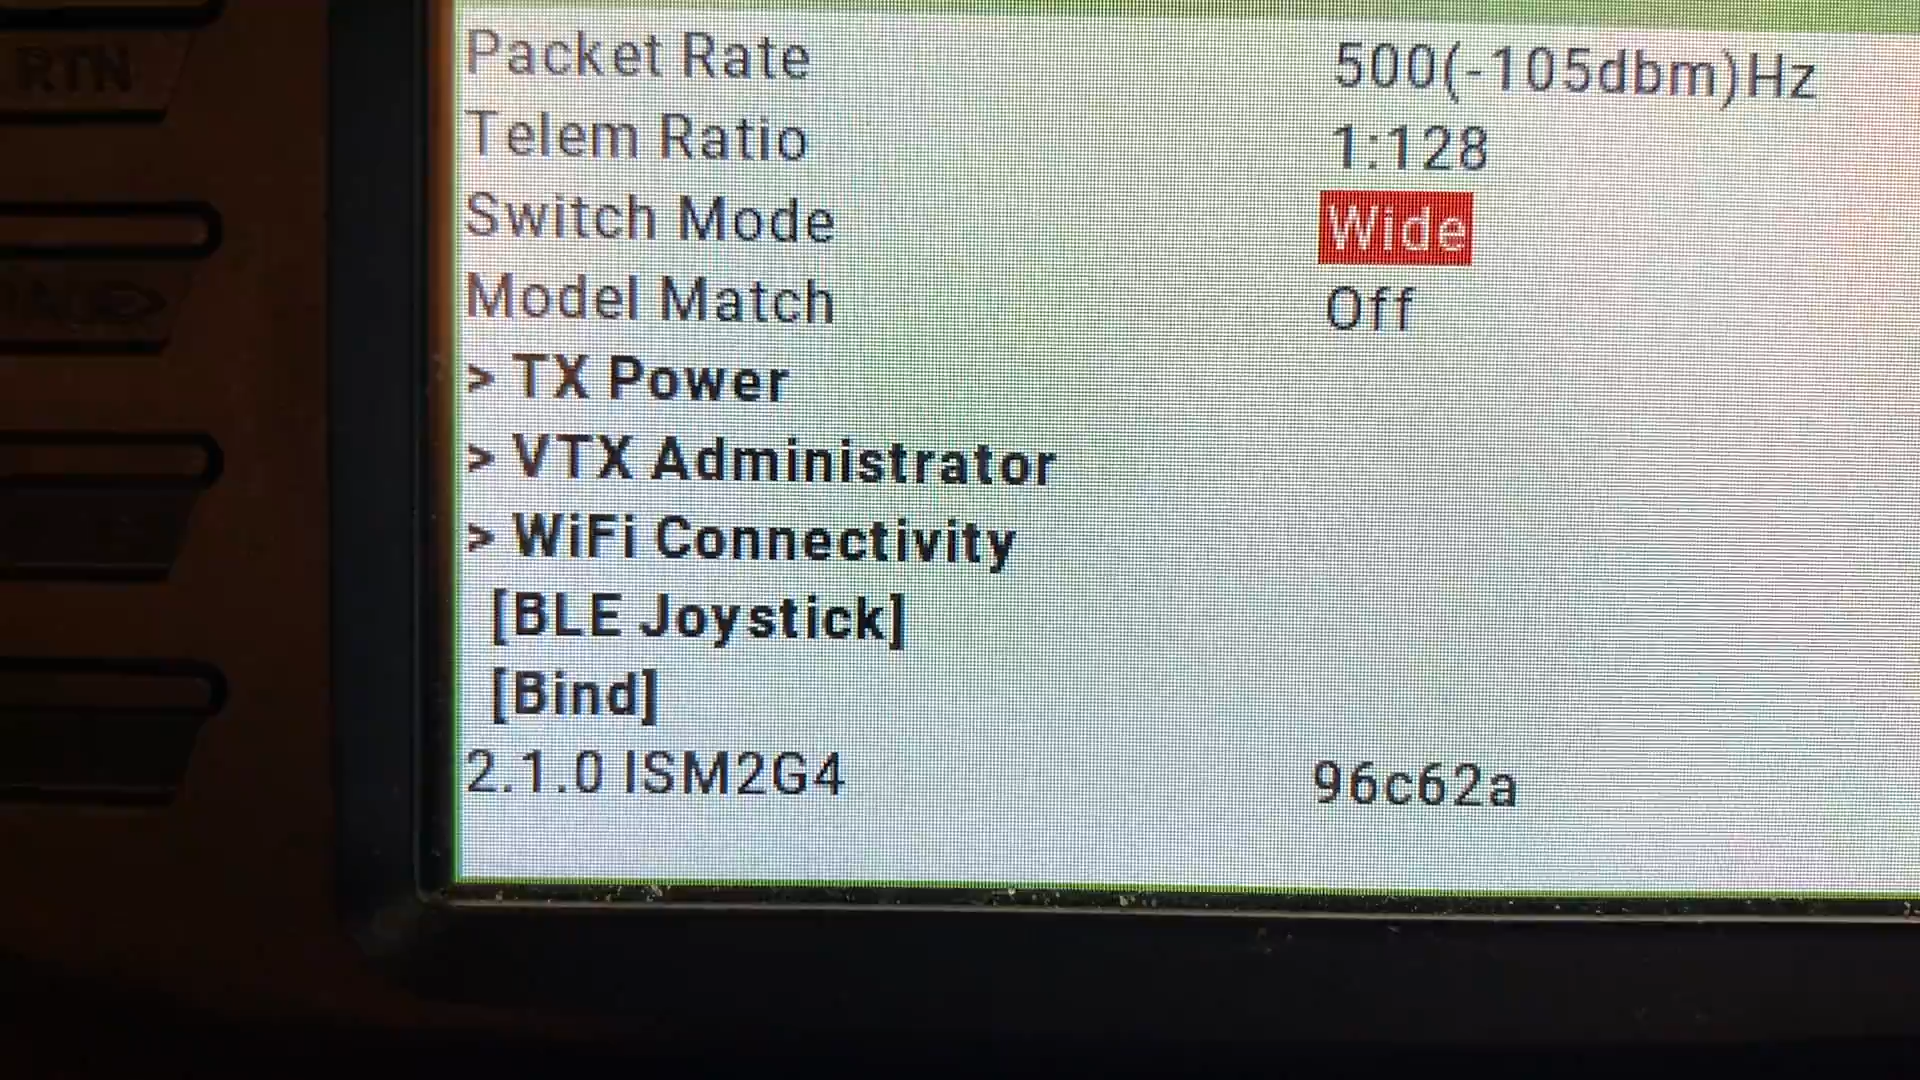 RTN
Packet Rate 500(-105dbm)Hz
Telem Ratio 1:128
Switch Mode Wide
Model Match Off
> TX Power
> VTX Administrator
> WiFi Connectivity
[BLE Joystick]
[Bind]
2.1.0 ISM2G4 96c62a